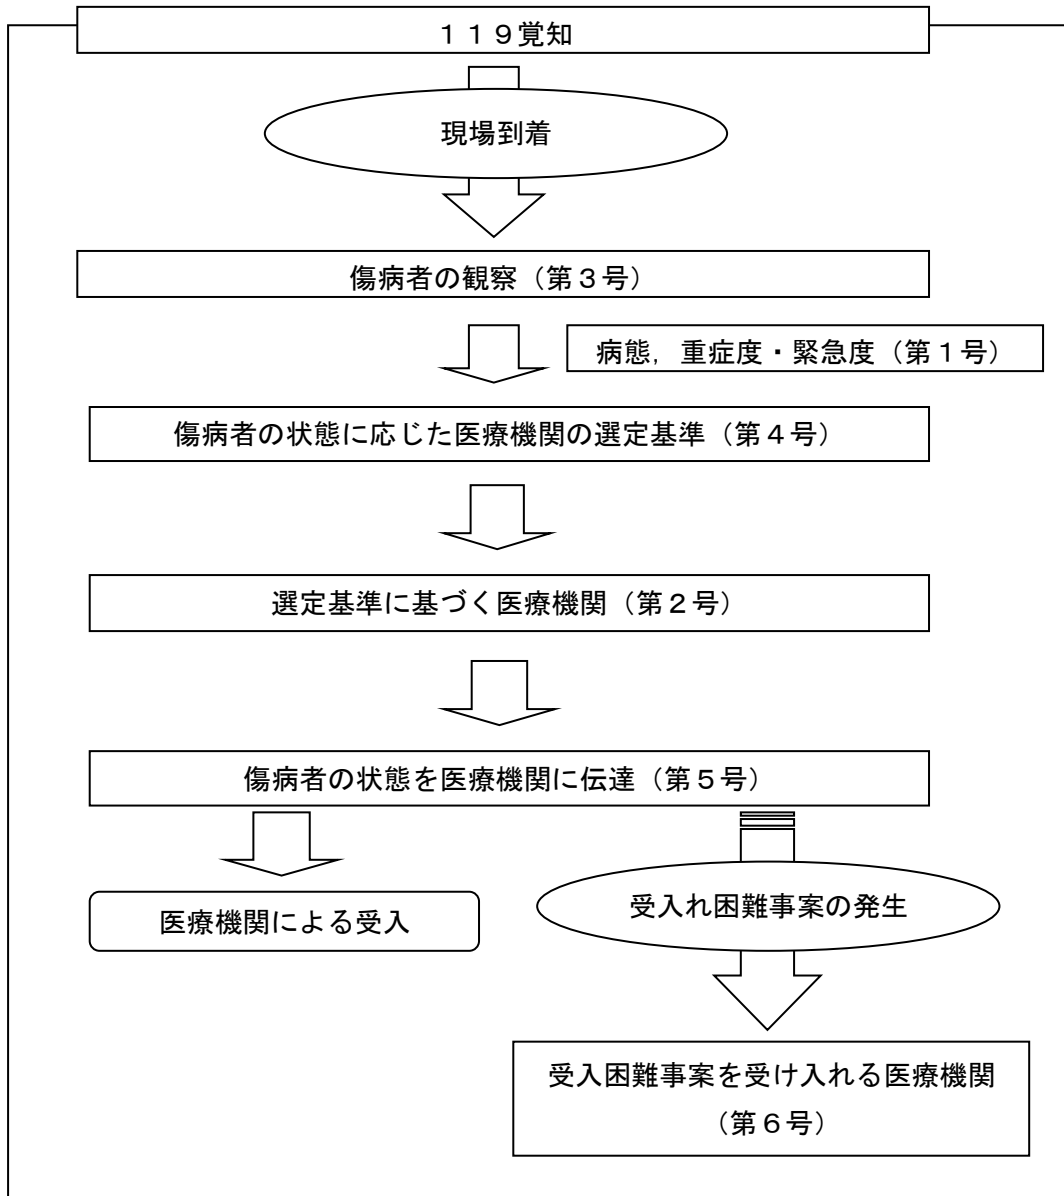 １１９覚知
現場到着
傷病者の観察（第３号）
病態，重症度・緊急度（第１号）
傷病者の状態に応じた医療機関の選定基準（第４号）
選定基準に基づく医療機関（第２号）
傷病者の状態を医療機関に伝達（第５号）
医療機関による受入
受入れ困難事案の発生
受入困難事案を受け入れる医療機関
（第６号）